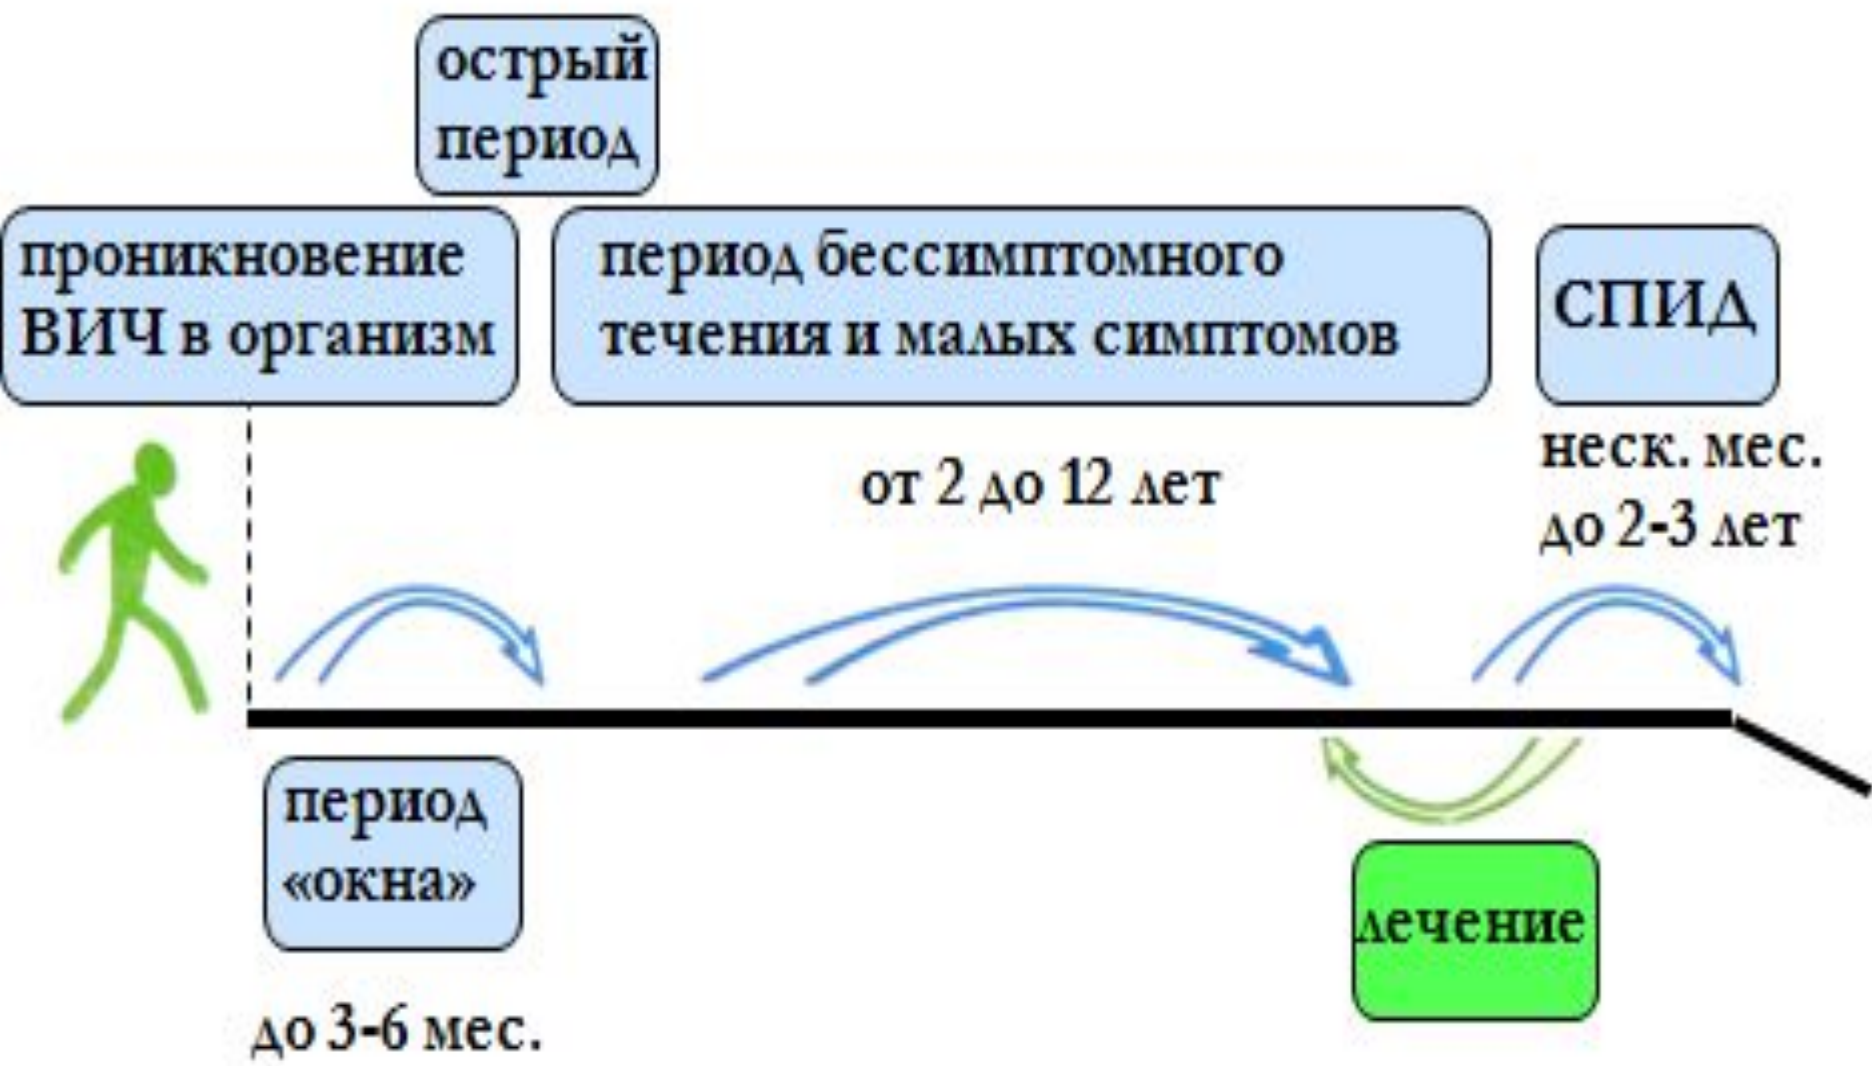 острый
период
проникновение
ВИЧ в организм
период бессимптомного
течения и малых симптомов
СПИД
от 2 до 12 лет
неск. мес.
до 2-3 лет
период
«окна»
до 3-6 мес.
лечение